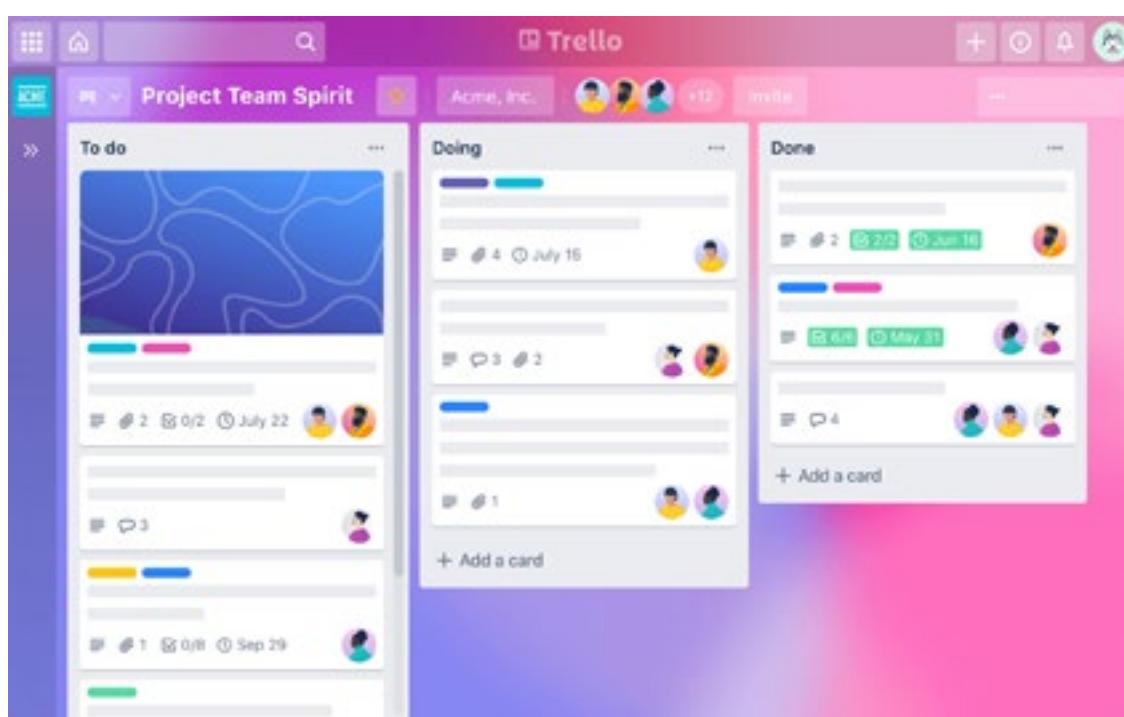 Trello
ACME
Project Team Spirit
Acme, Inc.
+12
Invite
To do
2
0/2
July 22
3
1
0/8
Sep 29
Doing
4
July 16
3
2
1
+ Add a card
Done
2
2/2
Jun 16
6/6
May 31
4
+ Add a card